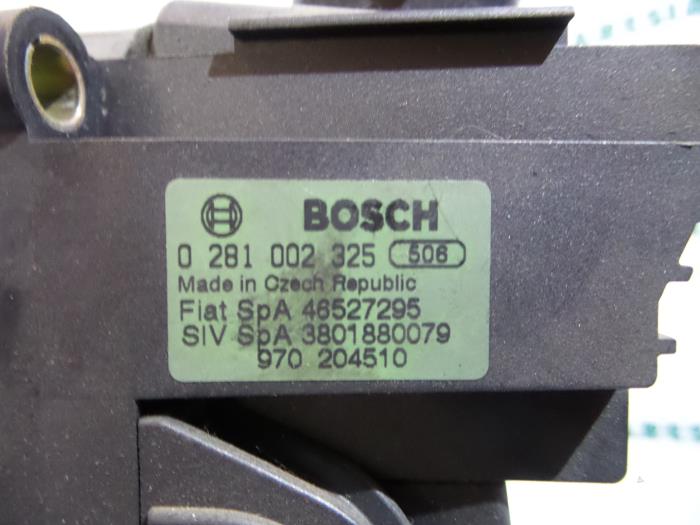 BOSCH
0 281 002 325 506
Made in Czech Republic
Fiat SpA 46527295
SIV SpA 3801880079
970 204510